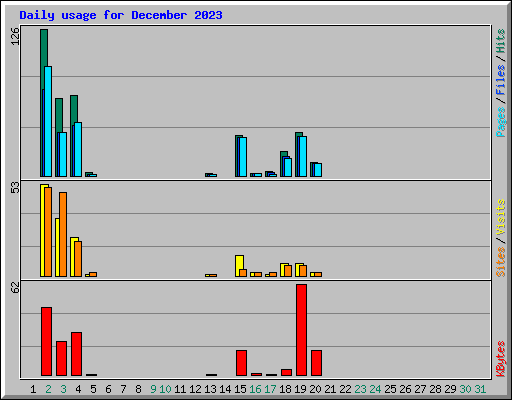 Daily usage for December 2023
126
Pages / Files / Hits
53
Sites / Visits
62
KBytes
1 2 3 4 5 6 7 8 9 10 11 12 13 14 15 16 17 18 19 20 21 22 23 24 25 26 27 28 29 30 31